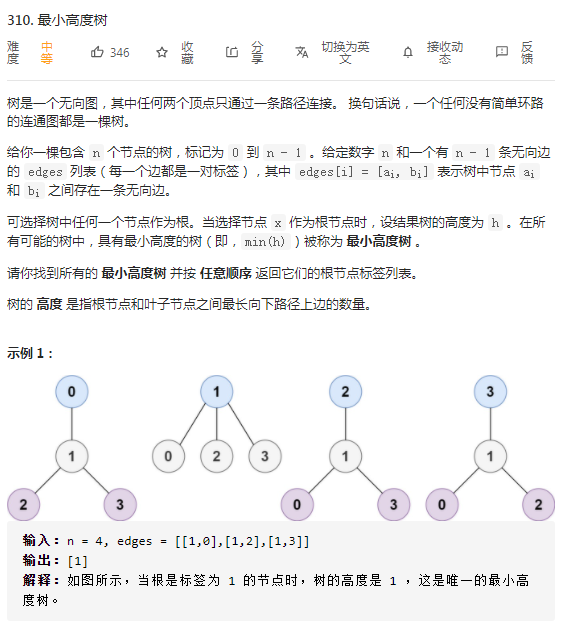 310. 最小高度树
难度 中等 346 收藏 分享 切换为英文 接收动态 反馈
树是一个无向图，其中任何两个顶点只通过一条路径连接。 换句话说，一个任何没有简单环路
的连通图都是一棵树。
给你一棵包含 n 个节点的树，标记为 0 到 n - 1 。给定数字 n 和一个有 n - 1 条无向边
的 edges 列表（每一个边都是一对标签），其中 edges[i] = [ai, bi] 表示树中节点 ai
和 bi 之间存在一条无向边。
可选择树中任何一个节点作为根。当选择节点 x 作为根节点时，设结果树的高度为 h 。在所
有可能的树中，具有最小高度的树（即，min(h)）被称为 最小高度树 。
请你找到所有的 最小高度树 并按 任意顺序 返回它们的根节点标签列表。
树的 高度 是指根节点和叶子节点之间最长向下路径上边的数量。
示例 1：
0 1 2 3
1 0 2 3 1 1
2 3 0 3 0 2
输入：n = 4, edges = [[1,0],[1,2],[1,3]]
输出：[1]
解释：如图所示，当根是标签为 1 的节点时，树的高度是 1 ，这是唯一的最小高
度树。